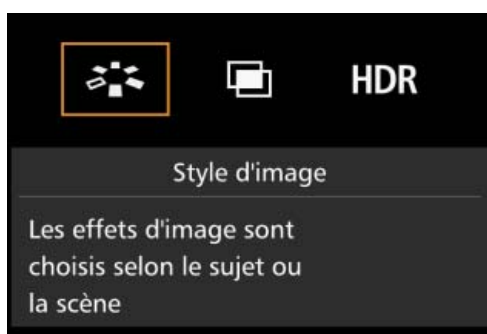 HDR
Style d'image
Les effets d'image sont
choisis selon le sujet ou
la scène